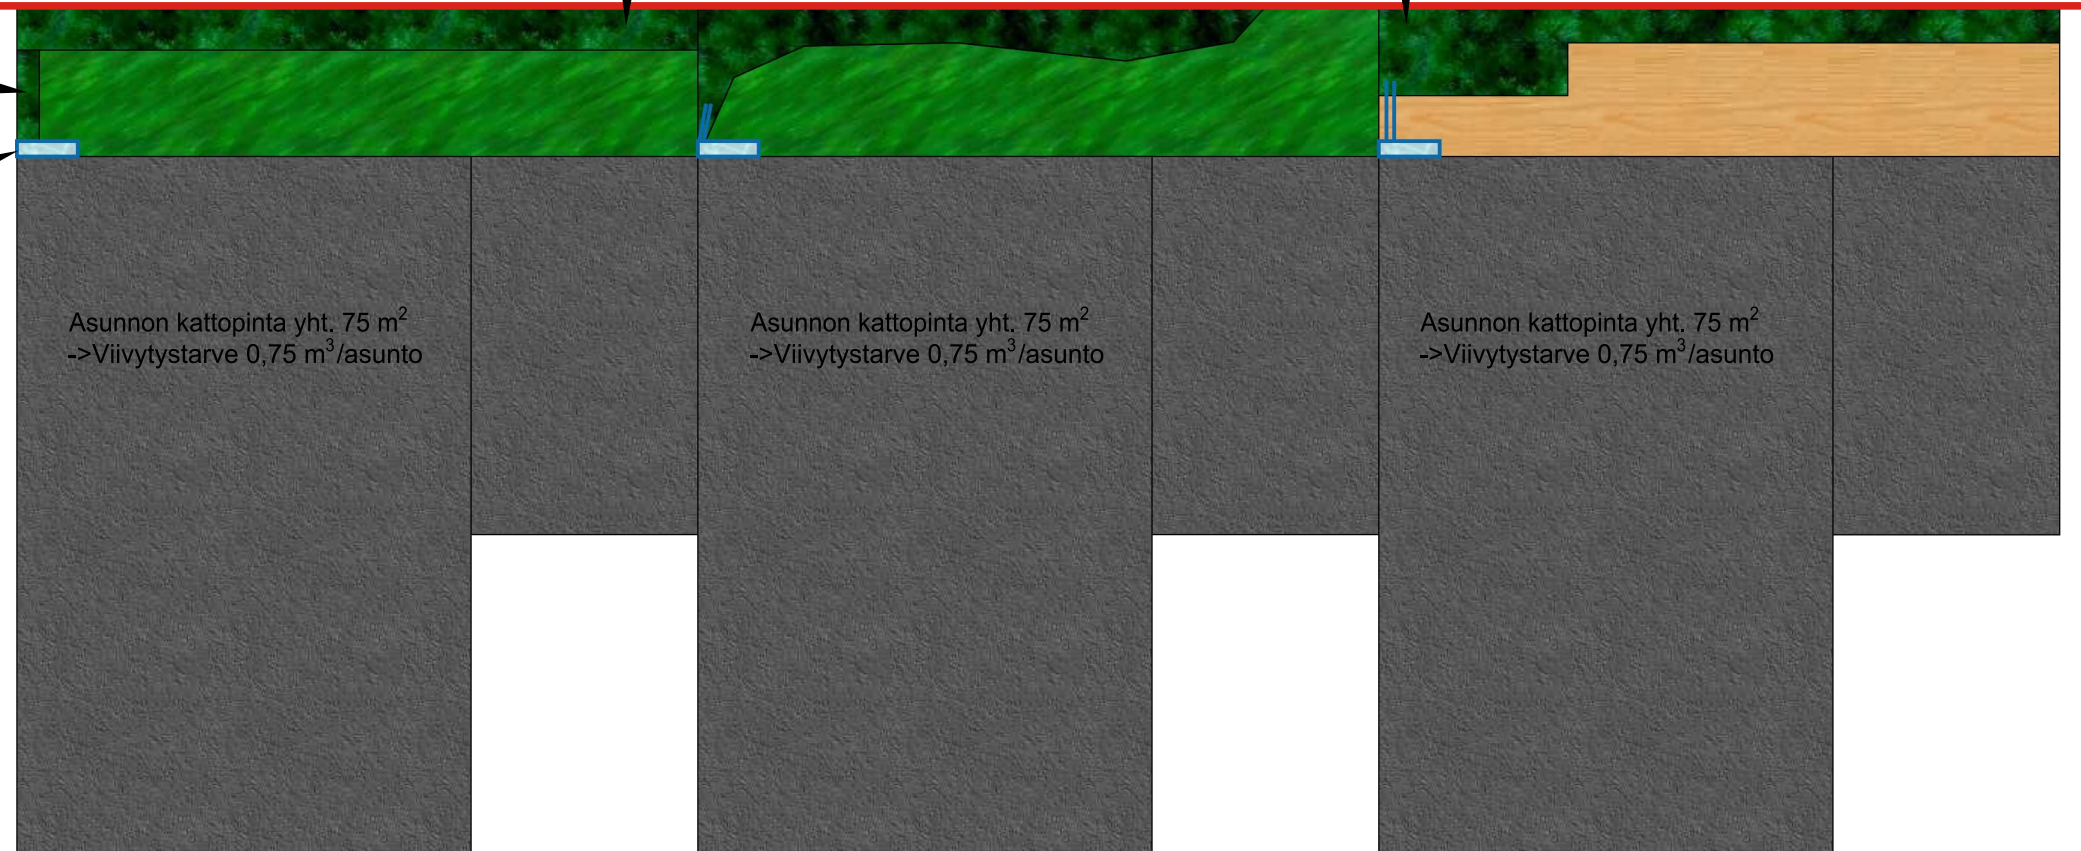 Asunnon kattopinta yht. 75 m²
->Viivytystarve 0,75 m³/asunto
Asunnon kattopinta yht. 75 m²
->Viivytystarve 0,75 m³/asunto
Asunnon kattopinta yht. 75 m²
->Viivytystarve 0,75 m³/asunto